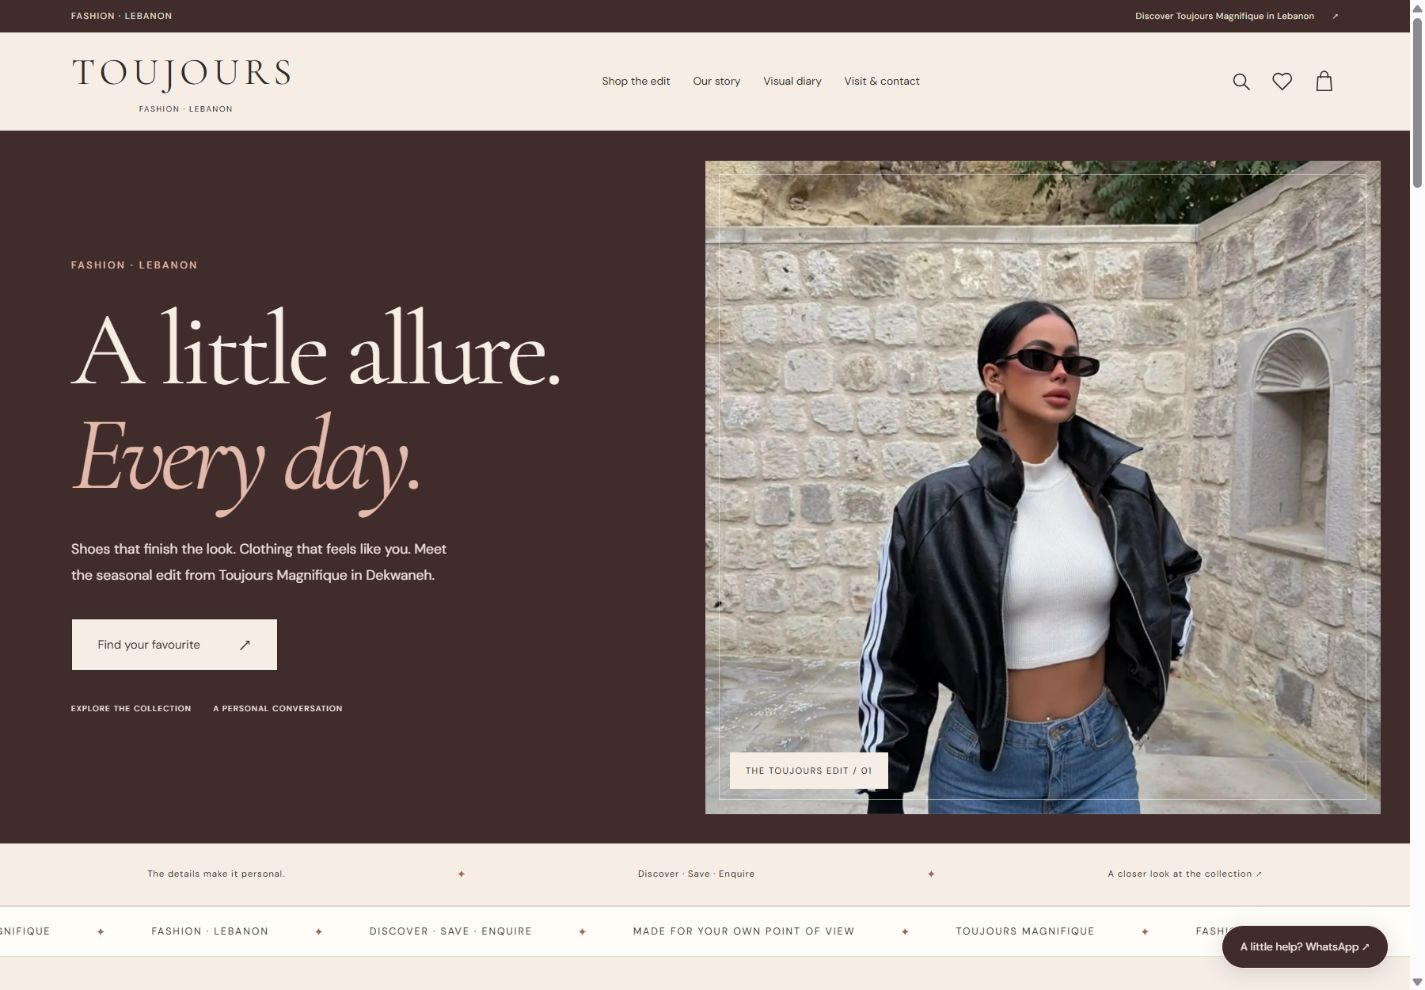 FASHION · LEBANON
Discover Toujours Magnifique in Lebanon ↗
TOUJOURS
FASHION · LEBANON
Shop the edit
Our story
Visual diary
Visit & contact
FASHION · LEBANON
A little allure.
Every day.
Shoes that finish the look. Clothing that feels like you. Meet
the seasonal edit from Toujours Magnifique in Dekwaneh.
Find your favourite ↗
EXPLORE THE COLLECTION
A PERSONAL CONVERSATION
THE TOUJOURS EDIT / 01
The details make it personal. ✦ Discover · Save · Enquire ✦ A closer look at the collection ↗
✦ FASHION · LEBANON ✦ DISCOVER · SAVE · ENQUIRE ✦ MADE FOR YOUR OWN POINT OF VIEW ✦ TOUJOURS MAGNIFIQUE ✦
A little help? WhatsApp ↗